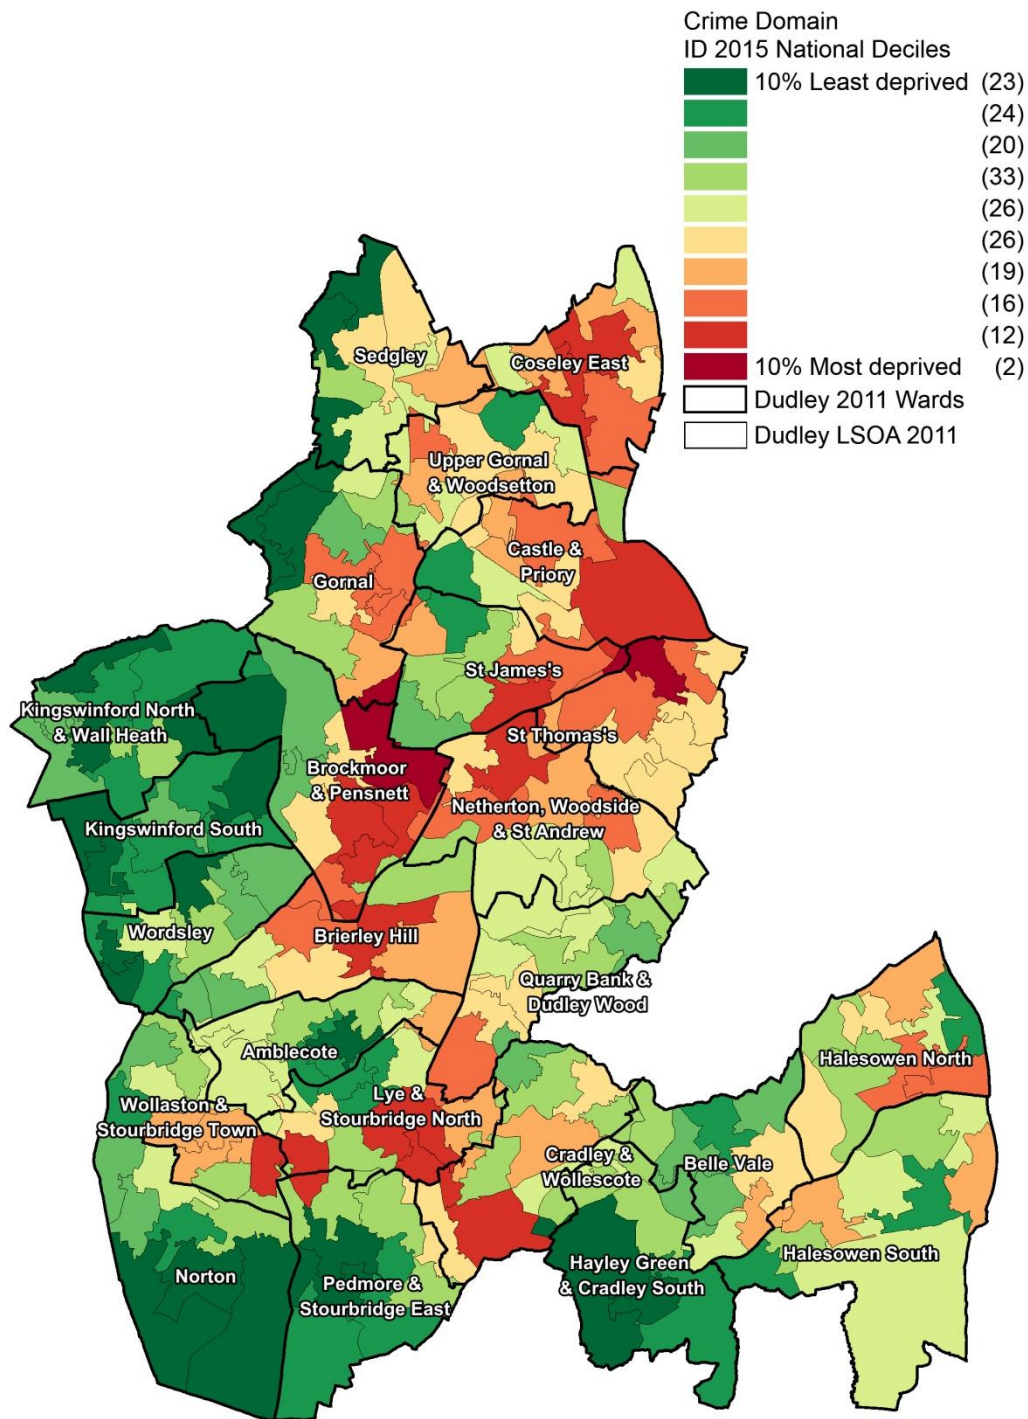 Crime Domain
ID 2015 National Deciles
10% Least deprived (23)
(24)
(20)
(33)
(26)
(26)
(19)
(16)
(12)
10% Most deprived (2)
Dudley 2011 Wards
Dudley LSOA 2011
Sedgley
Coseley East
Upper Gornal
& Woodsetton
Castle &
Priory
Gornal
St James's
Kingswinford North
& Wall Heath
St Thomas's
Brockmoor
& Pensnett
Netherton, Woodside
& St Andrew
Kingswinford South
Wordsley
Brierley Hill
Quarry Bank &
Dudley Wood
Amblecote
Halesowen North
Lye &
Stourbridge North
Wollaston &
Stourbridge Town
Cradley &
Wollescote
Belle Vale
Halesowen South
Norton
Pedmore &
Stourbridge East
Hayley Green
& Cradley South